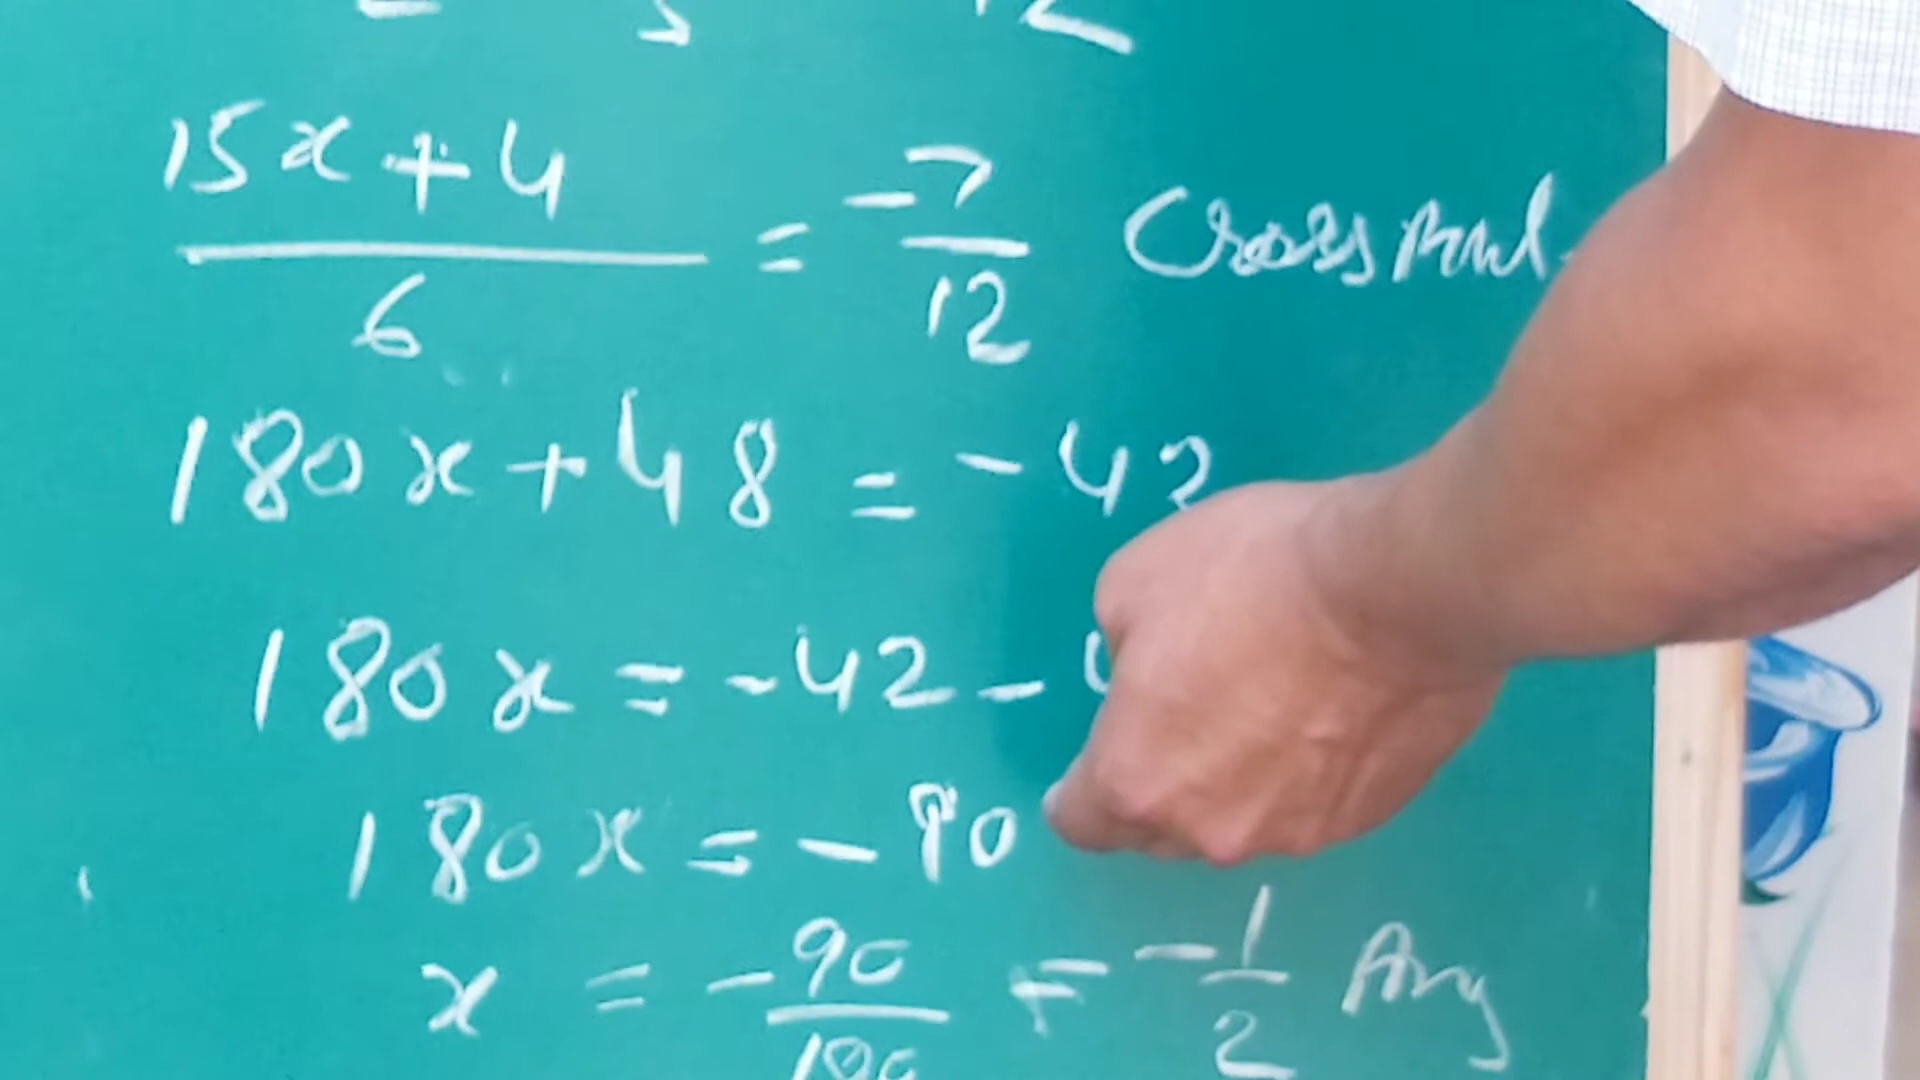 15x+4
/6 = -7/12 Cross Mul.
180x+48 = -42
180x = -42-4
180x = -90
x = -90/180 = -1/2 Ans